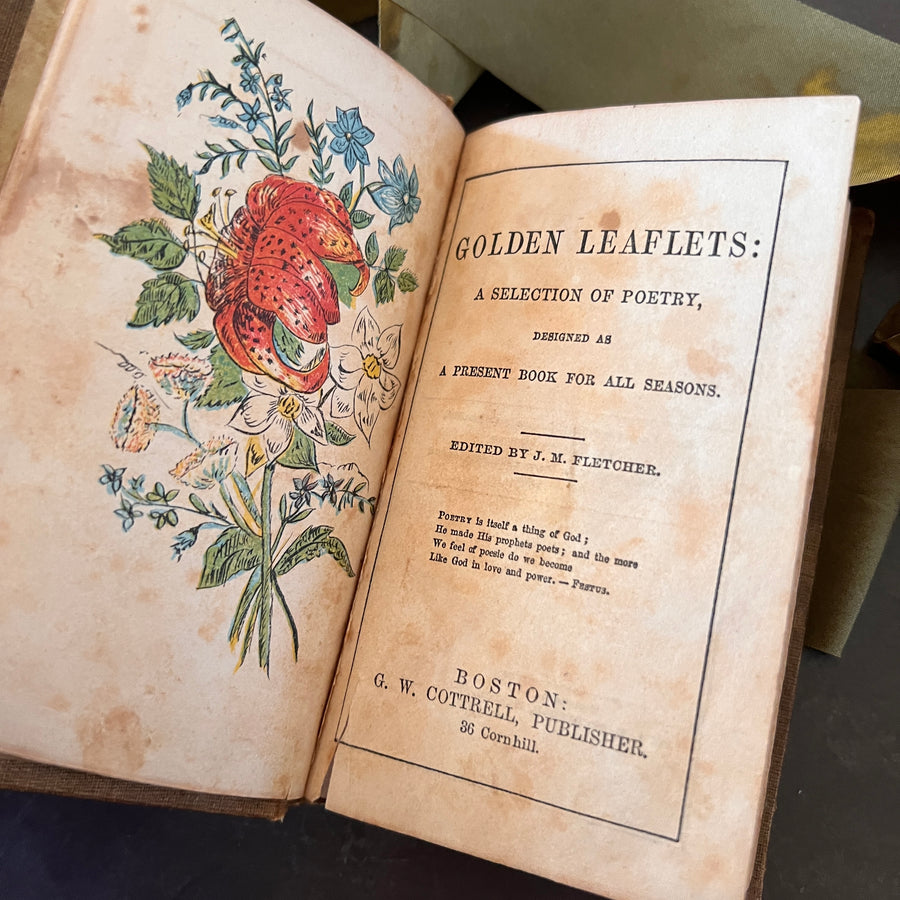 GOLDEN LEAFLETS:
A SELECTION OF POETRY,
DESIGNED AS
A PRESENT BOOK FOR ALL SEASONS.
EDITED BY J. M. FLETCHER.
POETRY is itself a thing of God;
He made His prophets poets; and the more
We feel of poesie do we become
Like God in love and power. — FESTUS.
BOSTON:
G. W. COTTRELL, PUBLISHER.
36 Cornhill.